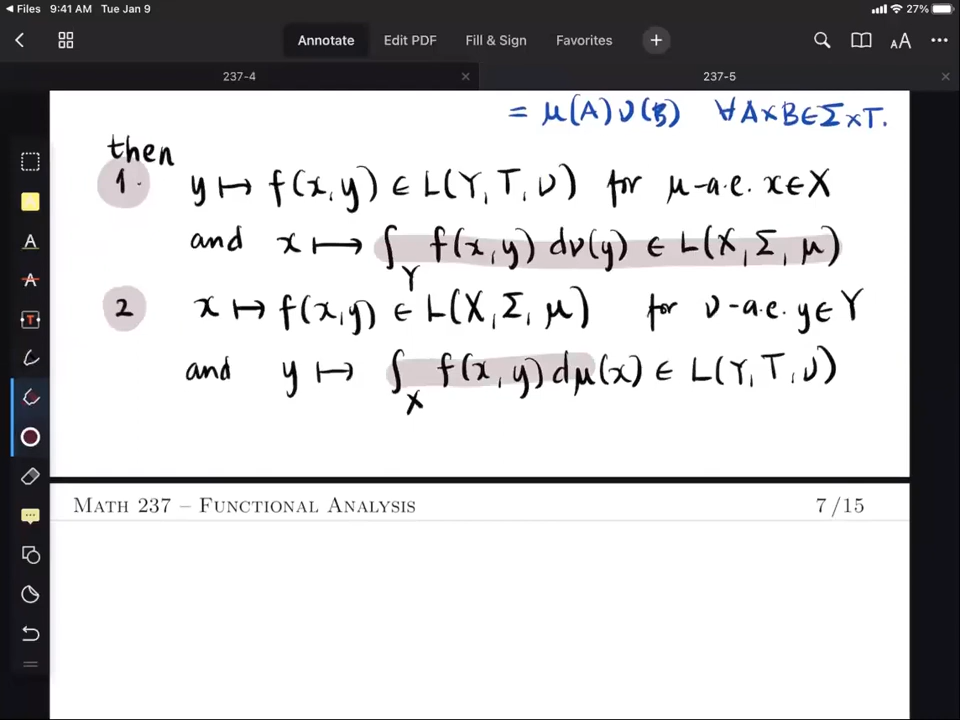 Files 9:41 AM Tue Jan 9 27%
Annotate Edit PDF Fill & Sign Favorites + AA
237-4 × 237-5 ×
= μ(A) ν(B) ∀ A×B ∈ Σ×T.
then
1. y ↦ f(x,y) ∈ L(Y, T, ν) for μ-a.e. x∈X
and x ⟼ ∫_Y f(x,y) dν(y) ∈ L(X, Σ, μ)
2 x ↦ f(x,y) ∈ L(X, Σ, μ) for ν-a.e. y∈Y
and y ↦ ∫_X f(x,y) dμ(x) ∈ L(Y, T, ν)
MATH 237 – FUNCTIONAL ANALYSIS 7/15
A
A
T